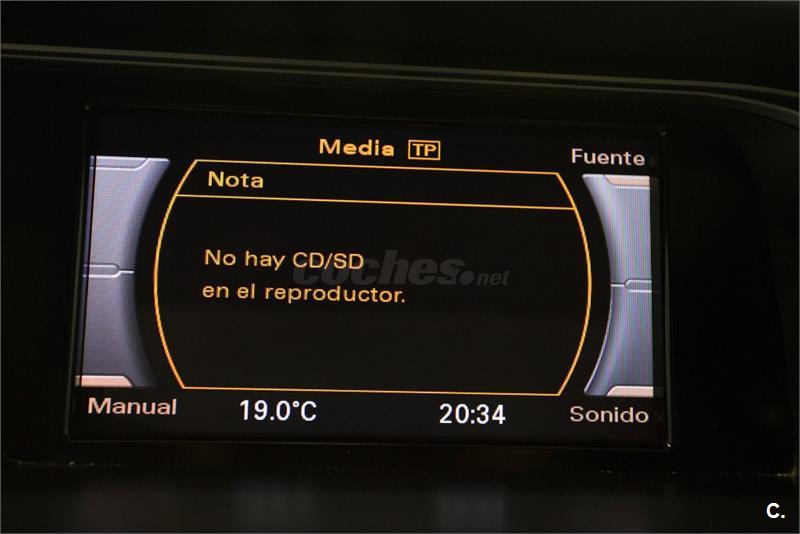 Media TP
Fuente
Nota
No hay CD/SD
en el reproductor.
coches.net
Manual
19.0°C
20:34
Sonido
C.